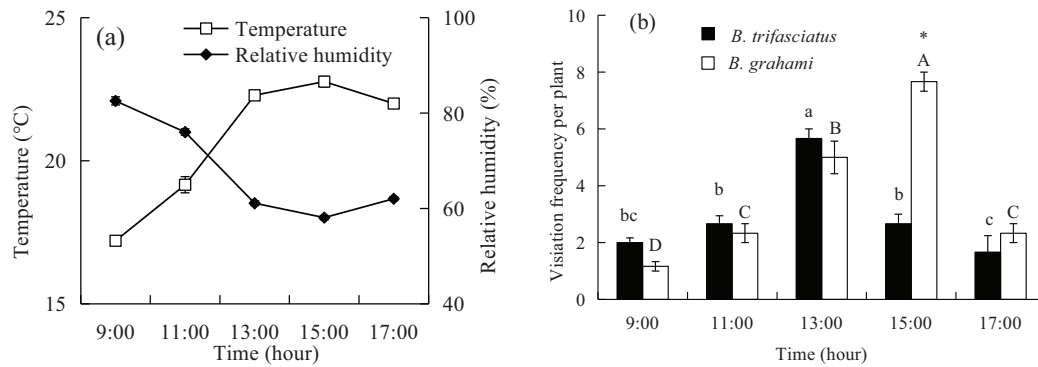 (a)
Temperature
Relative humidity
25
20
15
Temperature (°C)
100
80
60
40
Relative humidity (%)
9:00 11:00 13:00 15:00 17:00
Time (hour)
(b)
B. trifasciatus
B. grahami
Visiation frequency per plant
10
8
6
4
2
0
bc D b C a B b A * c C
9:00 11:00 13:00 15:00 17:00
Time (hour)